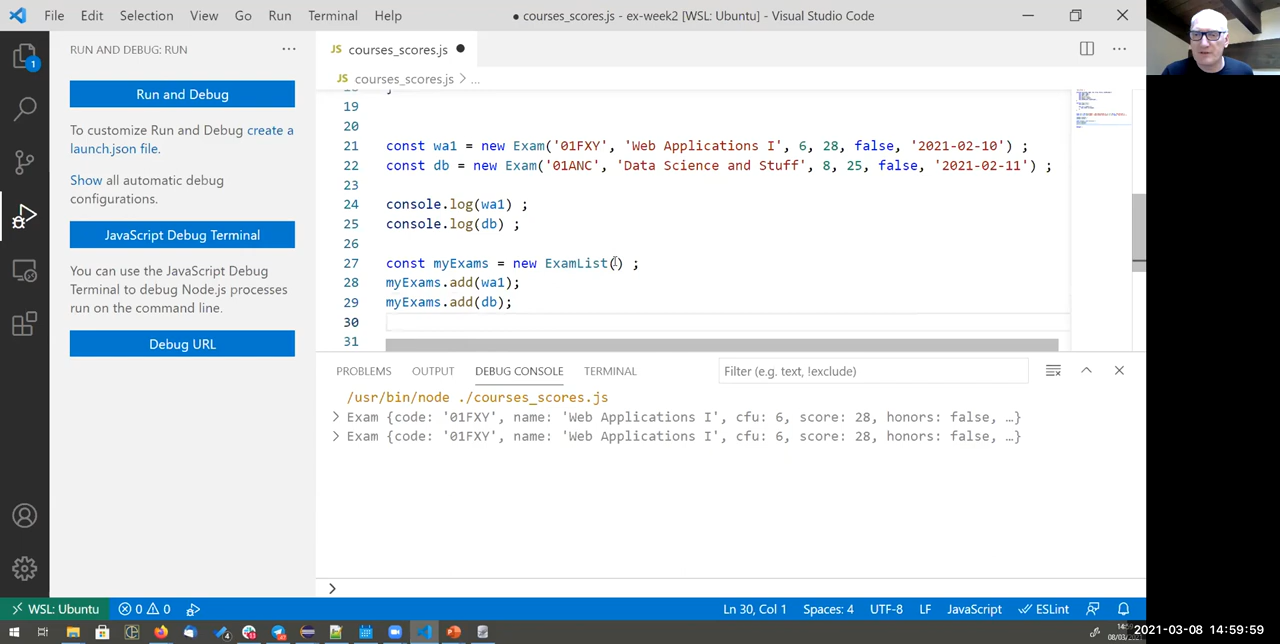 File Edit Selection View Go Run Terminal Help
● courses_scores.js - ex-week2 [WSL: Ubuntu] - Visual Studio Code
RUN AND DEBUG: RUN ···
JS courses_scores.js ●
JS courses_scores.js > ...
1
Run and Debug
To customize Run and Debug create a
launch.json file.
Show all automatic debug
configurations.
JavaScript Debug Terminal
You can use the JavaScript Debug
Terminal to debug Node.js processes
run on the command line.
Debug URL
19
20
21 const wa1 = new Exam('01FXY', 'Web Applications I', 6, 28, false, '2021-02-10') ;
22 const db = new Exam('01ANC', 'Data Science and Stuff', 8, 25, false, '2021-02-11') ;
23
24 console.log(wa1) ;
25 console.log(db) ;
26
27 const myExams = new ExamList() ;
28 myExams.add(wa1);
29 myExams.add(db);
30
31
PROBLEMS OUTPUT DEBUG CONSOLE TERMINAL Filter (e.g. text, !exclude)
/usr/bin/node ./courses_scores.js
> Exam {code: '01FXY', name: 'Web Applications I', cfu: 6, score: 28, honors: false, …}
> Exam {code: '01FXY', name: 'Web Applications I', cfu: 6, score: 28, honors: false, …}
>
WSL: Ubuntu 0 0 Ln 30, Col 1 Spaces: 4 UTF-8 LF JavaScript ESLint
2021-03-08 14:59:59